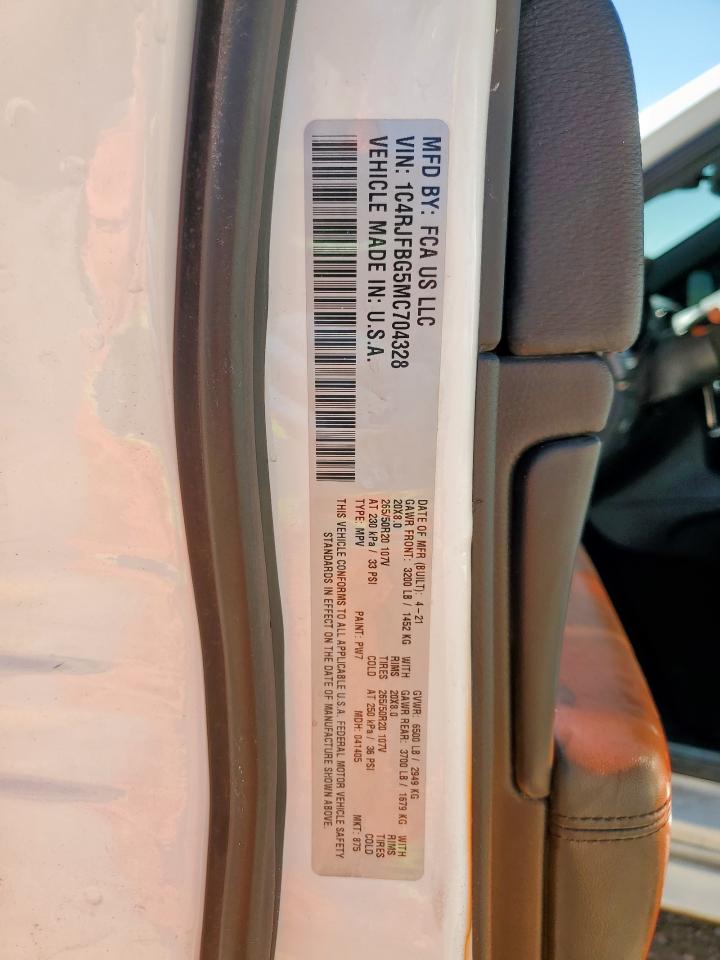 MFD BY: FCA US LLC
VIN: 1C4RJFBG5MC704328
VEHICLE MADE IN: U.S.A.
DATE OF MFR (BUILT): 4-21 GVWR: 6500 LB / 2949 KG
GAWR FRONT: 3200 LB / 1452 KG WITH GAWR REAR: 3700 LB / 1679 KG WITH
20X8.0 RIMS 20X8.0 RIMS
265/50R20 107V TIRES 265/50R20 107V TIRES
AT 230 kPa / 33 PSI COLD AT 250 kPa / 36 PSI COLD
TYPE: MPV PAINT: PW7 MDH: 041405 MKT: 875
THIS VEHICLE CONFORMS TO ALL APPLICABLE U.S.A. FEDERAL MOTOR VEHICLE SAFETY
STANDARDS IN EFFECT ON THE DATE OF MANUFACTURE SHOWN ABOVE.